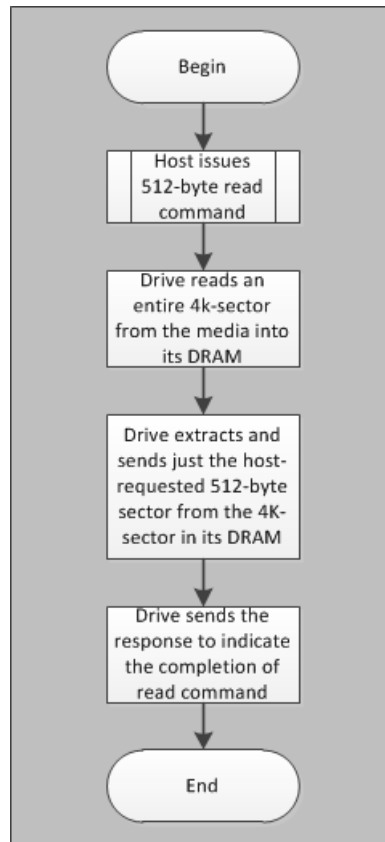 Begin
Host issues
512-byte read
command
Drive reads an
entire 4k-sector
from the media into
its DRAM
Drive extracts and
sends just the host-
requested 512-byte
sector from the 4K-
sector in its DRAM
Drive sends the
response to indicate
the completion of
read command
End